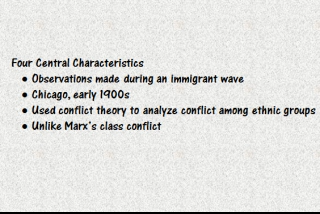 Four Central Characteristics
• Observations made during an immigrant wave
• Chicago, early 1900s
• Used conflict theory to analyze conflict among ethnic groups
• Unlike Marx's class conflict